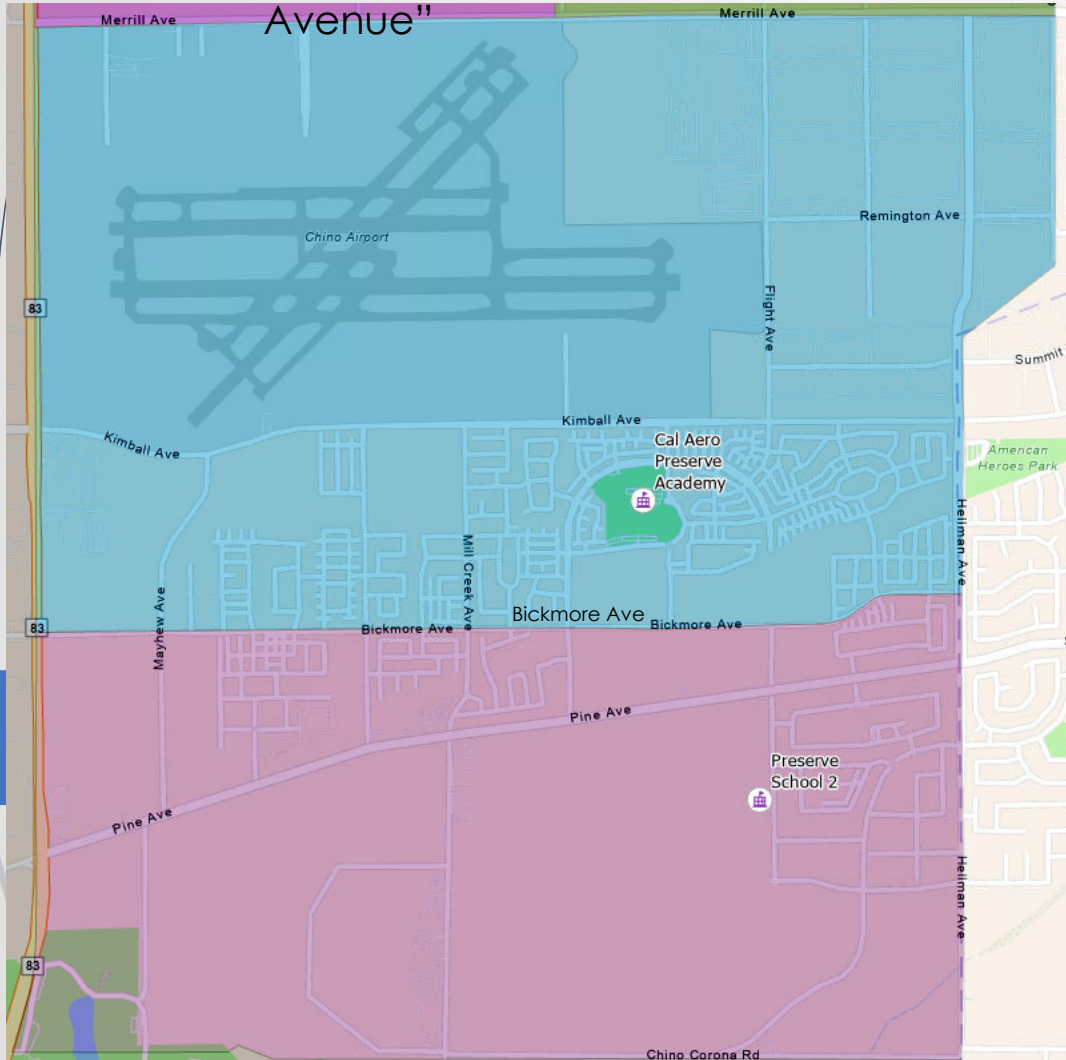 Avenue”
Merrill Ave
Merrill Ave
Remington Ave
Chino Airport
83
Flight Ave
Summit
Kimball Ave
Kimball Ave
Cal Aero
Preserve
Academy
American
Heroes Park
Hellman Ave
Mill Creek Ave
Mayhew Ave
Bickmore Ave
83
Bickmore Ave
Bickmore Ave
Pine Ave
Preserve
School 2
Pine Ave
Hellman Ave
83
Chino Corona Rd